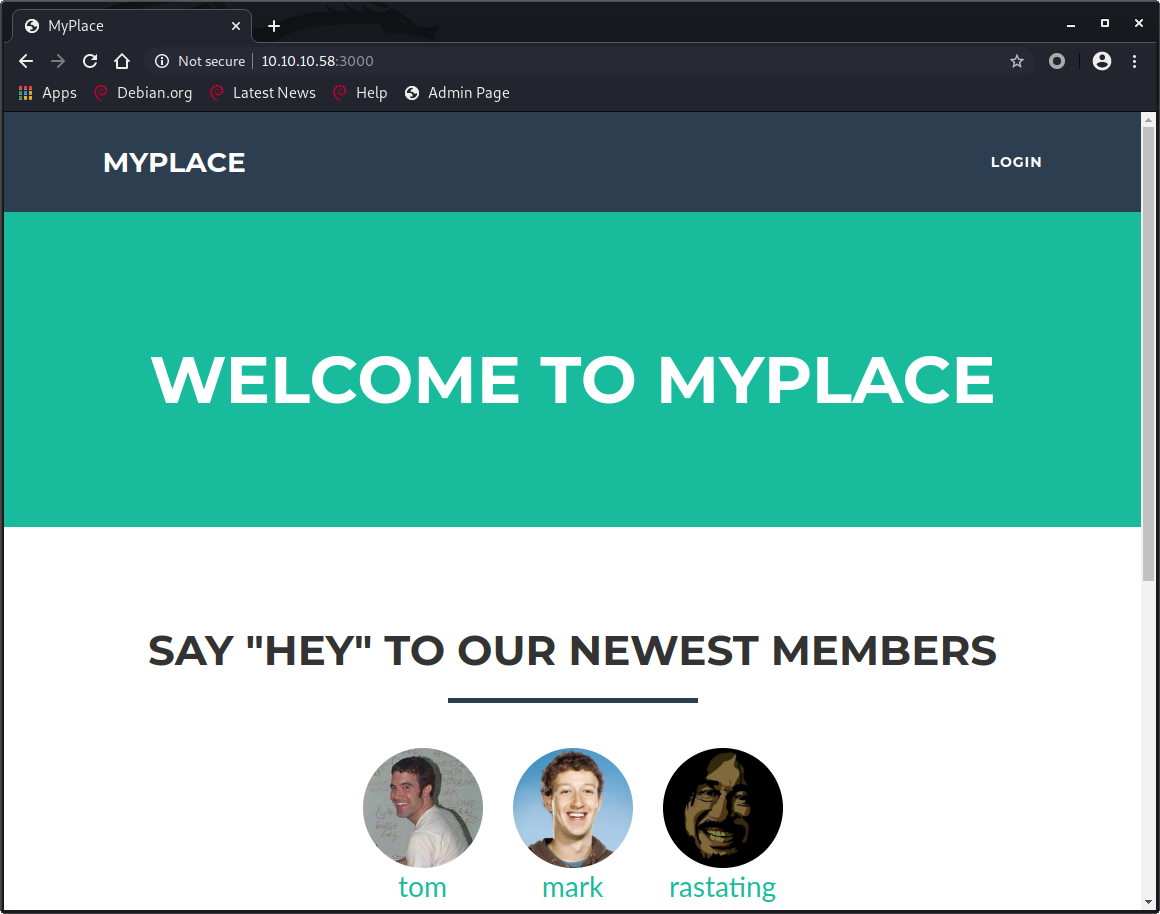 MyPlace
Not secure 10.10.10.58:3000
Apps Debian.org Latest News Help Admin Page
MYPLACE LOGIN
WELCOME TO MYPLACE
SAY "HEY" TO OUR NEWEST MEMBERS
tom mark rastating